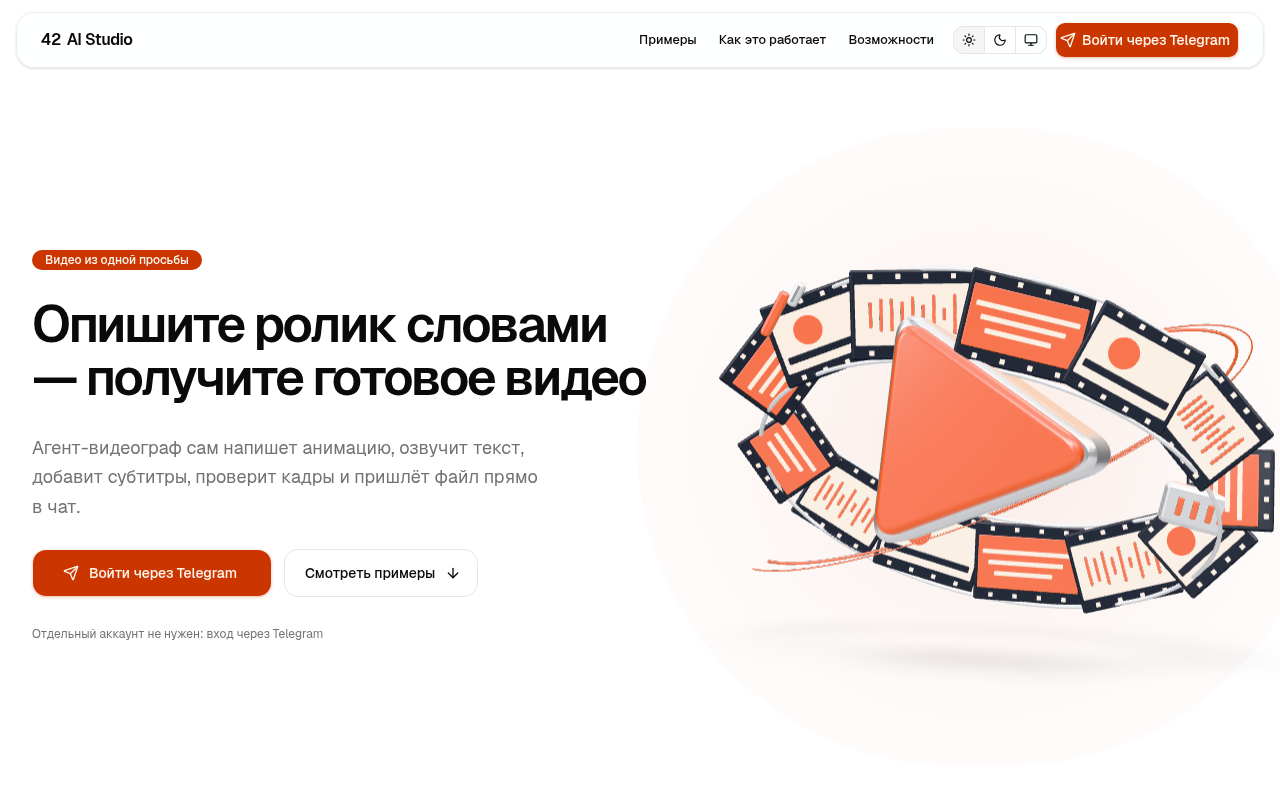 42 AI Studio
Примеры
Как это работает
Возможности
Войти через Telegram
Видео из одной просьбы
Опишите ролик словами
— получите готовое видео
Агент-видеограф сам напишет анимацию, озвучит текст,
добавит субтитры, проверит кадры и пришлёт файл прямо
в чат.
Войти через Telegram
Смотреть примеры
Отдельный аккаунт не нужен: вход через Telegram